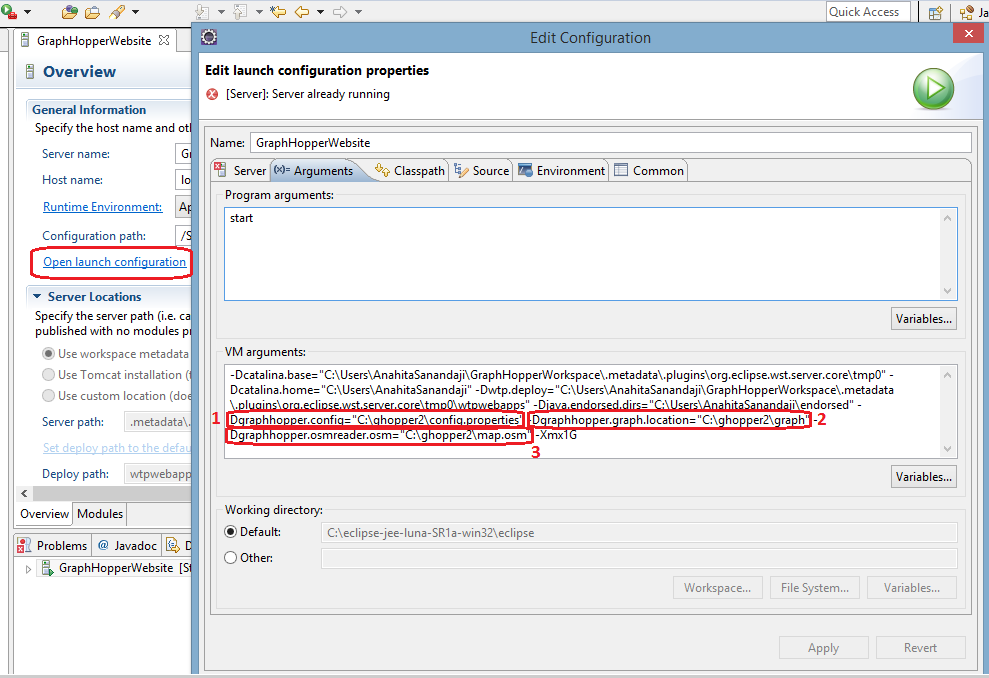 Quick Access
Ja
GraphHopperWebsite
Edit Configuration
Overview
Edit launch configuration properties
[Server]: Server already running
General Information
Specify the host name and oth
Server name:
Gr
Host name:
lo
Runtime Environment:
Ap
Configuration path:
/S
Open launch configuration
Server Locations
Specify the server path (i.e. ca
published with no modules pr
Use workspace metadata
Use Tomcat installation (t
Use custom location (doe
Server path:
.metadata\.
Set deploy path to the defau
Deploy path:
wtpwebapp
Overview Modules
Problems @ Javadoc D
GraphHopperWebsite [St
Name: GraphHopperWebsite
Server (x)= Arguments Classpath Source Environment Common
Program arguments:
start
Variables...
VM arguments:
-Dcatalina.base="C:\Users\AnahitaSanandaji\GraphHopperWorkspace\.metadata\.plugins\org.eclipse.wst.server.core\tmp0" -
Dcatalina.home="C:\Users\AnahitaSanandaji" -Dwtp.deploy="C:\Users\AnahitaSanandaji\GraphHopperWorkspace\.metadata
\.plugins\org.eclipse.wst.server.core\tmp0\wtpwebapps" -Djava.endorsed.dirs="C:\Users\AnahitaSanandaji\endorsed" -
1 Dgraphhopper.config="C:\ghopper2\config.properties" -Dgraphhopper.graph.location="C:\ghopper2\graph" -2
Dgraphhopper.osmreader.osm="C:\ghopper2\map.osm" -Xmx1G
3
Variables...
Working directory:
Default: C:\eclipse-jee-luna-SR1a-win32\eclipse
Other:
Workspace... File System... Variables...
Apply Revert